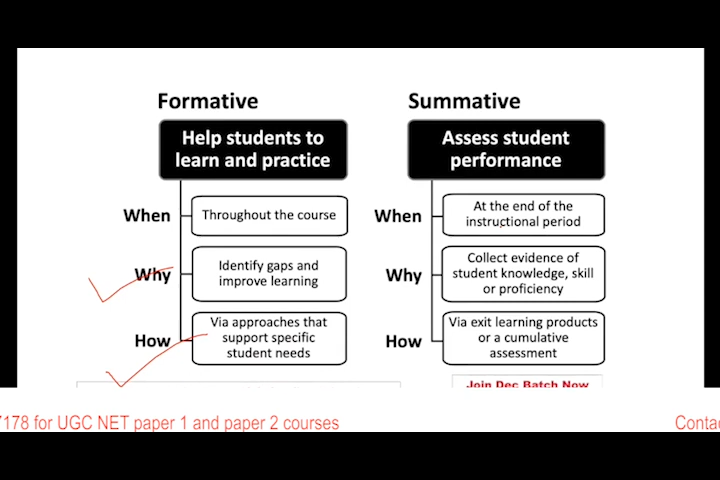 Formative
Help students to
learn and practice
When
Throughout the course
Why
Identify gaps and
improve learning
How
Via approaches that
support specific
student needs
Summative
Assess student
performance
When
At the end of the
instructional period
Why
Collect evidence of
student knowledge, skill
or proficiency
How
Via exit learning products
or a cumulative
assessment
Join Dec Batch Now
7178 for UGC NET paper 1 and paper 2 courses
Contac